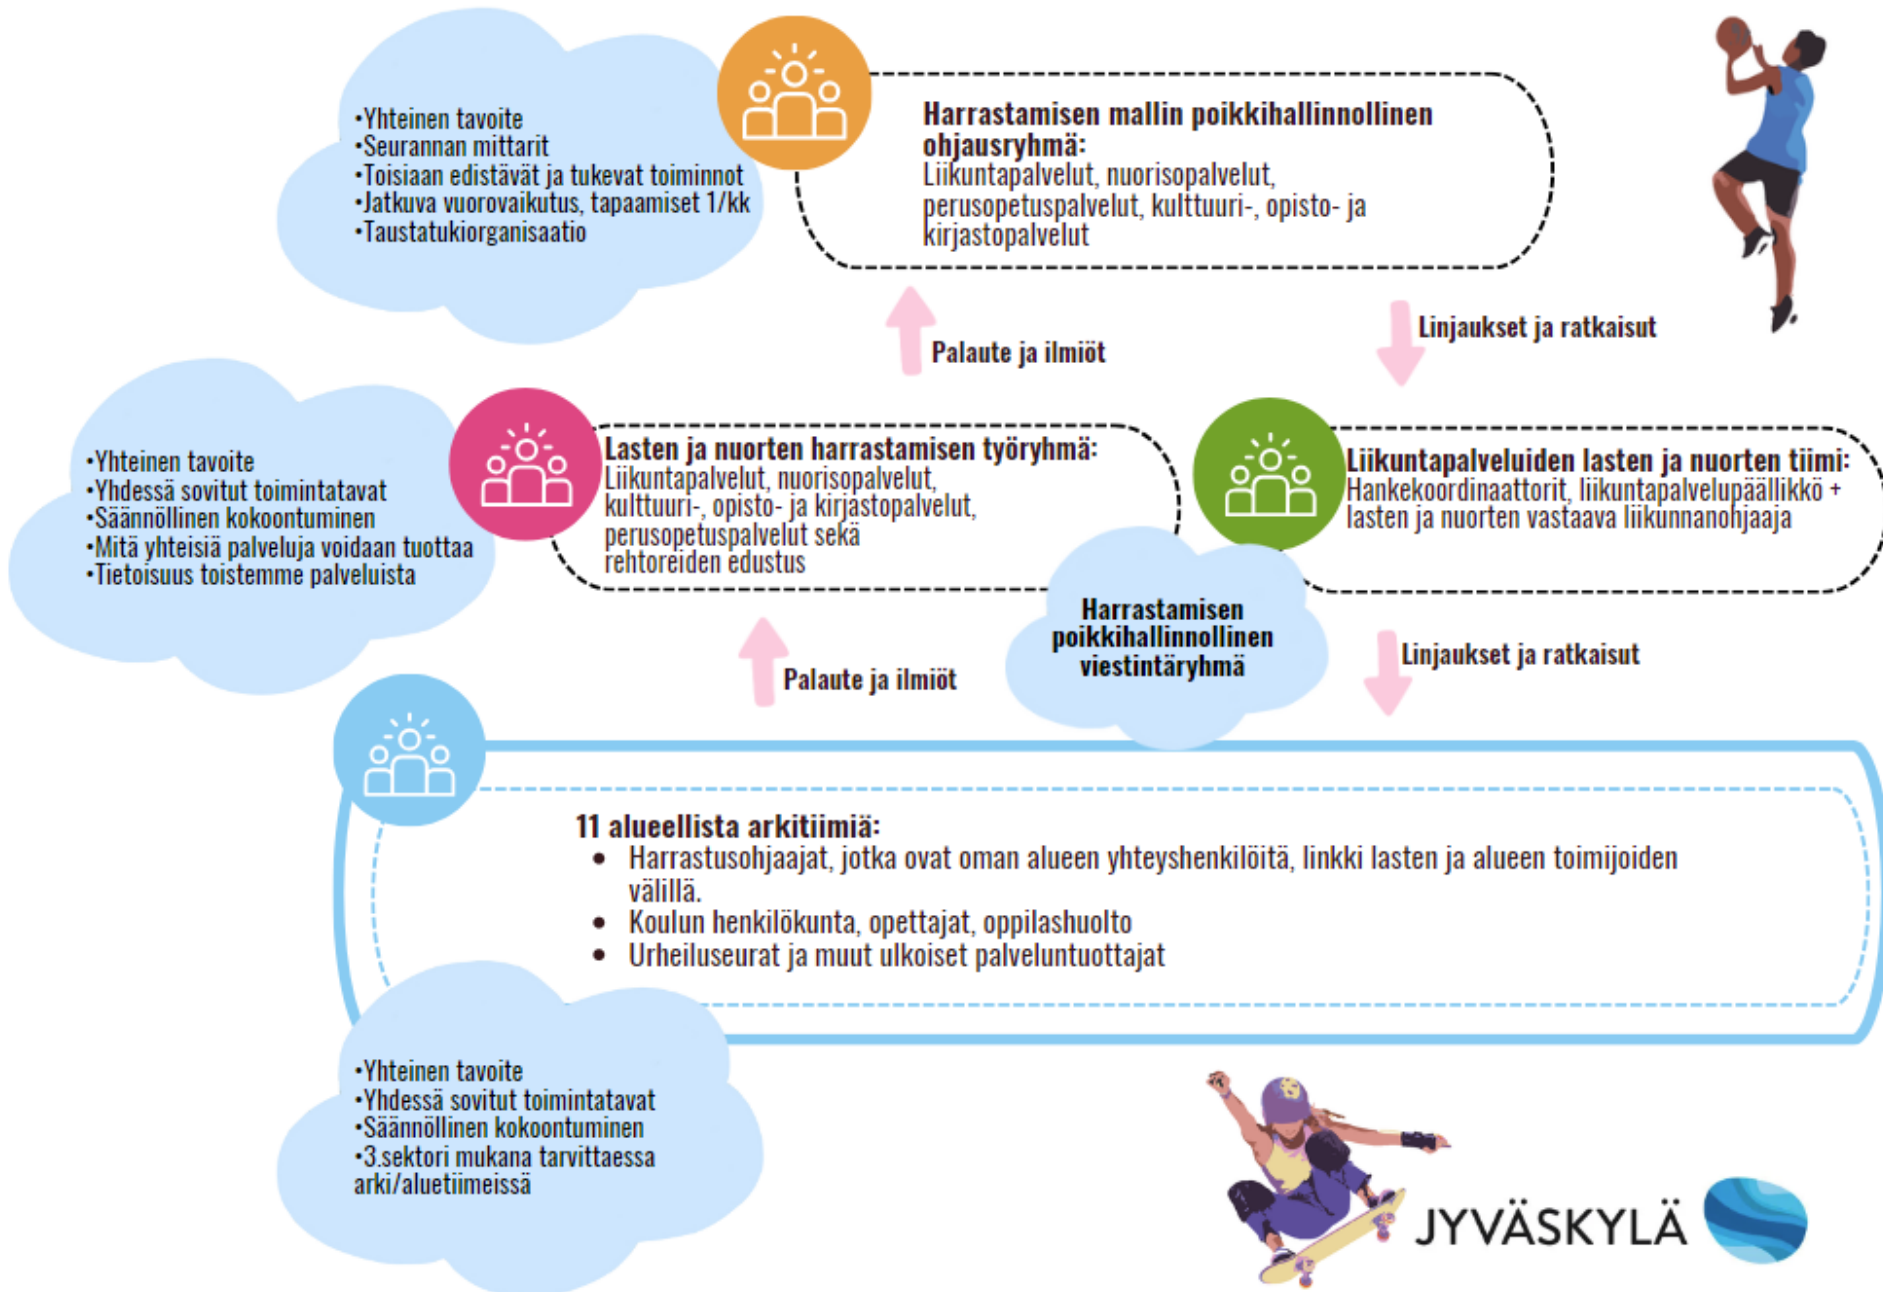 •Yhteinen tavoite
•Seurannan mittarit
•Toisiaan edistävät ja tukevat toiminnot
•Jatkuva vuorovaikutus, tapaamiset 1/kk
•Taustatukiorganisaatio
Harrastamisen mallin poikkihallinnollinen
ohjausryhmä:
Liikuntapalvelut, nuorisopalvelut,
perusopetuspalvelut, kulttuuri-, opisto- ja
kirjastopalvelut
Palaute ja ilmiöt
Linjaukset ja ratkaisut
•Yhteinen tavoite
•Yhdessä sovitut toimintatavat
•Säännöllinen kokoontuminen
•Mitä yhteisiä palveluja voidaan tuottaa
•Tietoisuus toistemme palveluista
Lasten ja nuorten harrastamisen työryhmä:
Liikuntapalvelut, nuorisopalvelut,
kulttuuri-, opisto- ja kirjastopalvelut,
perusopetuspalvelut sekä
rehtoreiden edustus
Liikuntapalveluiden lasten ja nuorten tiimi:
Hankekoordinaattorit, liikuntapalvelupäällikkö +
lasten ja nuorten vastaava liikunnanohjaaja
Harrastamisen
poikkihallinnollinen
viestintäryhmä
Palaute ja ilmiöt
Linjaukset ja ratkaisut
11 alueellista arkitiimiä:
• Harrastusohjaajat, jotka ovat oman alueen yhteyshenkilöitä, linkki lasten ja alueen toimijoiden
välillä.
• Koulun henkilökunta, opettajat, oppilashuolto
• Urheiluseurat ja muut ulkoiset palveluntuottajat
•Yhteinen tavoite
•Yhdessä sovitut toimintatavat
•Säännöllinen kokoontuminen
•3.sektori mukana tarvittaessa
arki/aluetiimeissä
JYVÄSKYLÄ